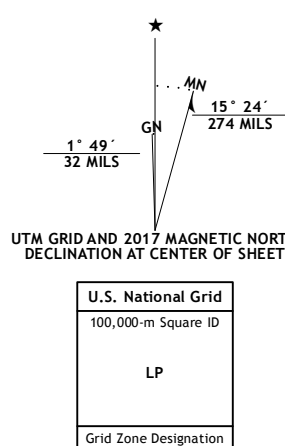 ★
MN
GN
15° 24´
274 MILS
1° 49´
32 MILS
UTM GRID AND 2017 MAGNETIC NORT
DECLINATION AT CENTER OF SHEET
U.S. National Grid
100,000-m Square ID
LP
Grid Zone Designation